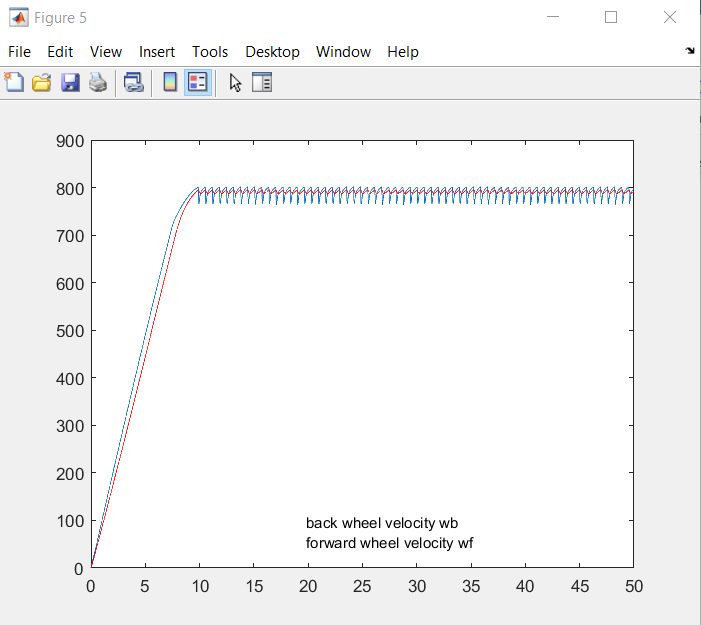 Figure 5
File Edit View Insert Tools Desktop Window Help
900
800
700
600
500
400
300
200
100
0
back wheel velocity wb
forward wheel velocity wf
0 5 10 15 20 25 30 35 40 45 50